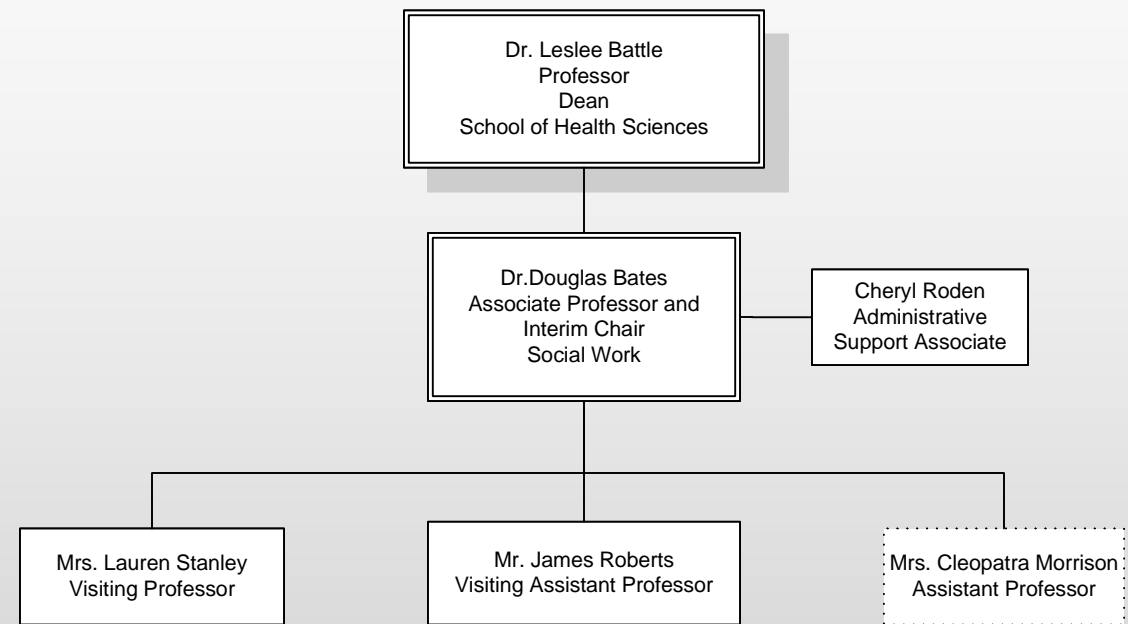 Dr. Leslee Battle
Professor
Dean
School of Health Sciences
Dr.Douglas Bates
Associate Professor and
Interim Chair
Social Work
Cheryl Roden
Administrative
Support Associate
Mrs. Lauren Stanley
Visiting Professor
Mr. James Roberts
Visiting Assistant Professor
Mrs. Cleopatra Morrison
Assistant Professor